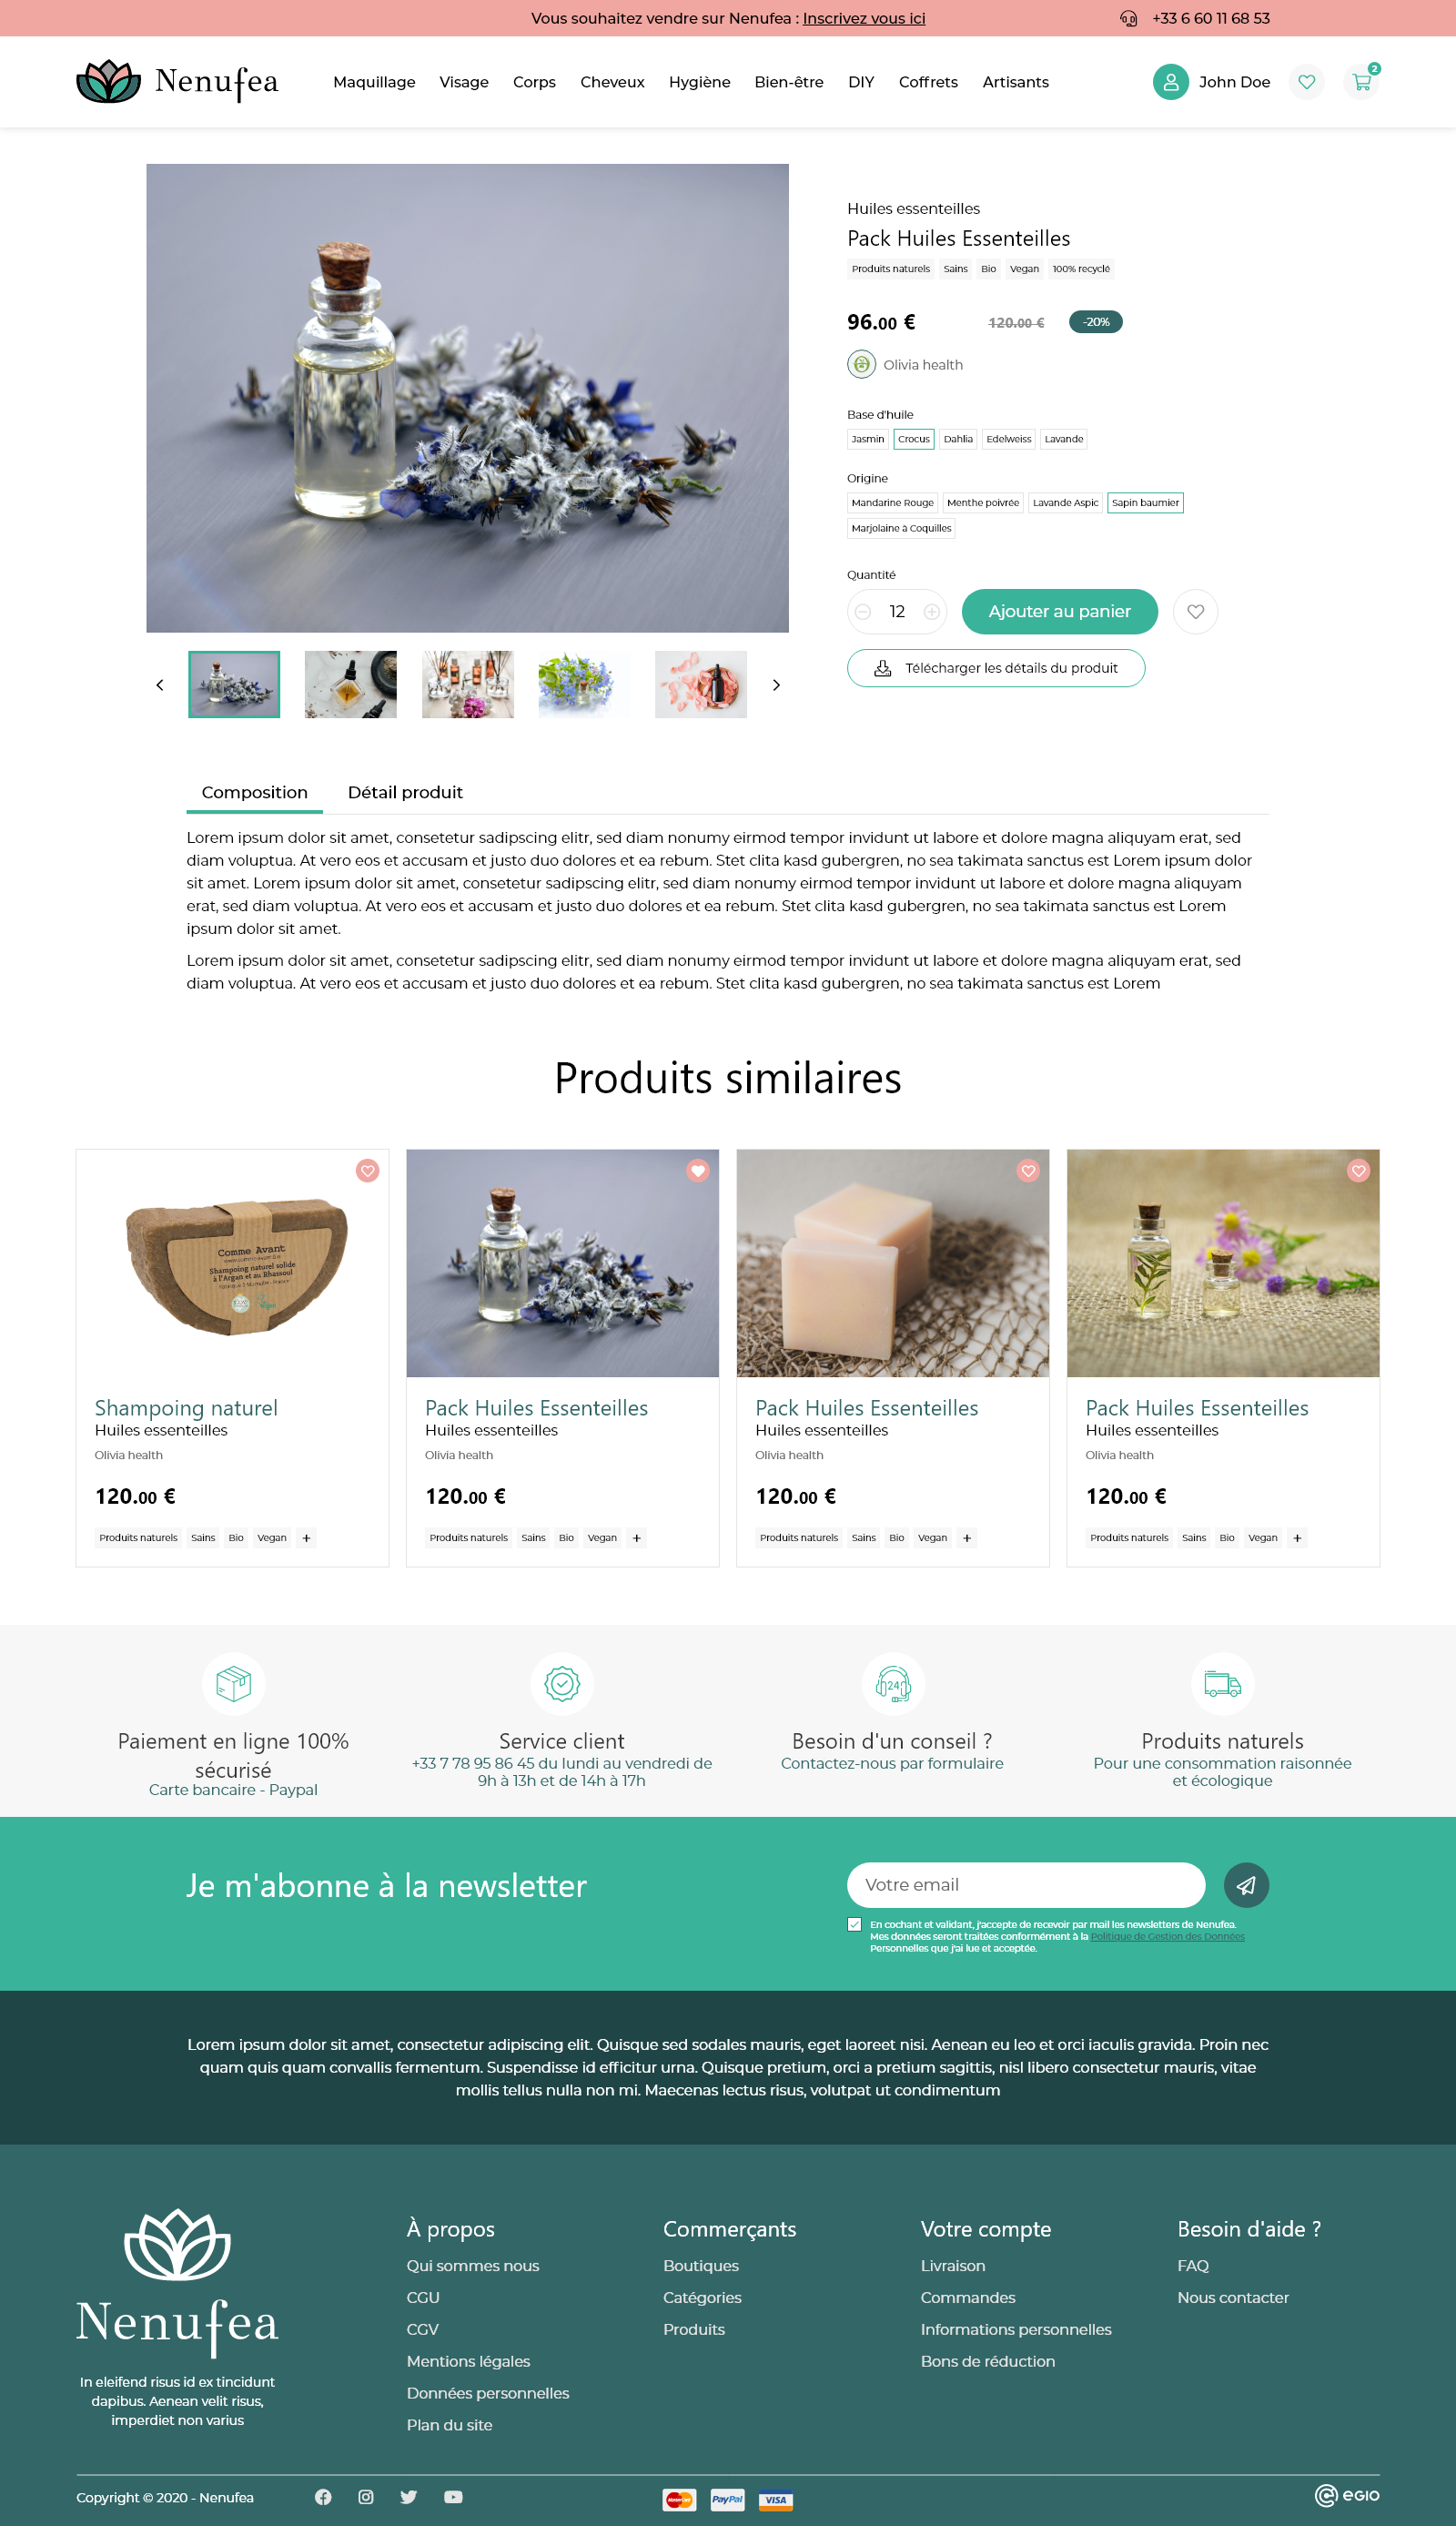 Vous souhaitez vendre sur Nenufea : Inscrivez vous ici
+33 6 60 11 68 53
Nenufea
Maquillage Visage Corps Cheveux Hygiène Bien-être DIY Coffrets Artisants
John Doe
2
Huiles essenteilles
Pack Huiles Essenteilles
Produits naturels Sains Bio Vegan 100% recyclé
96.00 € 120.00 € -20%
Olivia health
Base d'huile
Jasmin Crocus Dahlia Edelweiss Lavande
Origine
Mandarine Rouge Menthe poivrée Lavande Aspic Sapin baumier
Marjolaine à Coquilles
Quantité
12
Ajouter au panier
Télécharger les détails du produit
Composition Détail produit
Lorem ipsum dolor sit amet, consetetur sadipscing elitr, sed diam nonumy eirmod tempor invidunt ut labore et dolore magna aliquyam erat, sed
diam voluptua. At vero eos et accusam et justo duo dolores et ea rebum. Stet clita kasd gubergren, no sea takimata sanctus est Lorem ipsum dolor
sit amet. Lorem ipsum dolor sit amet, consetetur sadipscing elitr, sed diam nonumy eirmod tempor invidunt ut labore et dolore magna aliquyam
erat, sed diam voluptua. At vero eos et accusam et justo duo dolores et ea rebum. Stet clita kasd gubergren, no sea takimata sanctus est Lorem
ipsum dolor sit amet.
Lorem ipsum dolor sit amet, consetetur sadipscing elitr, sed diam nonumy eirmod tempor invidunt ut labore et dolore magna aliquyam erat, sed
diam voluptua. At vero eos et accusam et justo duo dolores et ea rebum. Stet clita kasd gubergren, no sea takimata sanctus est Lorem
Produits similaires
Comme Avant
Shampoing naturel solide
à l'Argan et au Rhassoul
Shampoing naturel
Huiles essenteilles
Olivia health
120.00 €
Produits naturels Sains Bio Vegan +
Pack Huiles Essenteilles
Huiles essenteilles
Olivia health
120.00 €
Produits naturels Sains Bio Vegan +
Pack Huiles Essenteilles
Huiles essenteilles
Olivia health
120.00 €
Produits naturels Sains Bio Vegan +
Pack Huiles Essenteilles
Huiles essenteilles
Olivia health
120.00 €
Produits naturels Sains Bio Vegan +
Paiement en ligne 100%
sécurisé
Carte bancaire - Paypal
Service client
+33 7 78 95 86 45 du lundi au vendredi de
9h à 13h et de 14h à 17h
24
Besoin d'un conseil ?
Contactez-nous par formulaire
Produits naturels
Pour une consommation raisonnée
et écologique
Je m'abonne à la newsletter
Votre email
En cochant et validant, j'accepte de recevoir par mail les newsletters de Nenufea.
Mes données seront traitées conformément à la Politique de Gestion des Données
Personnelles que j'ai lue et acceptée.
Lorem ipsum dolor sit amet, consectetur adipiscing elit. Quisque sed sodales mauris, eget laoreet nisi. Aenean eu leo et orci iaculis gravida. Proin nec
quam quis quam convallis fermentum. Suspendisse id efficitur urna. Quisque pretium, orci a pretium sagittis, nisl libero consectetur mauris, vitae
mollis tellus nulla non mi. Maecenas lectus risus, volutpat ut condimentum
Nenufea
In eleifend risus id ex tincidunt
dapibus. Aenean velit risus,
imperdiet non varius
À propos
Qui sommes nous
CGU
CGV
Mentions légales
Données personnelles
Plan du site
Commerçants
Boutiques
Catégories
Produits
Votre compte
Livraison
Commandes
Informations personnelles
Bons de réduction
Besoin d'aide ?
FAQ
Nous contacter
Copyright © 2020 - Nenufea
MasterCard PayPal VISA
EGIO